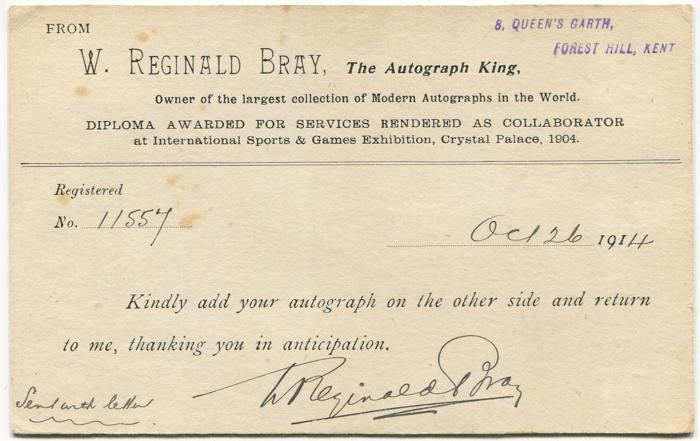 FROM
8, QUEEN'S GARTH,
FOREST HILL, KENT
W. REGINALD BRAY, The Autograph King,
Owner of the largest collection of Modern Autographs in the World.
DIPLOMA AWARDED FOR SERVICES RENDERED AS COLLABORATOR
at International Sports & Games Exhibition, Crystal Palace, 1904.
Registered
No. 11557
Oct 26 1914
Kindly add your autograph on the other side and return
to me, thanking you in anticipation.
W Reginald Bray
Sent with letter